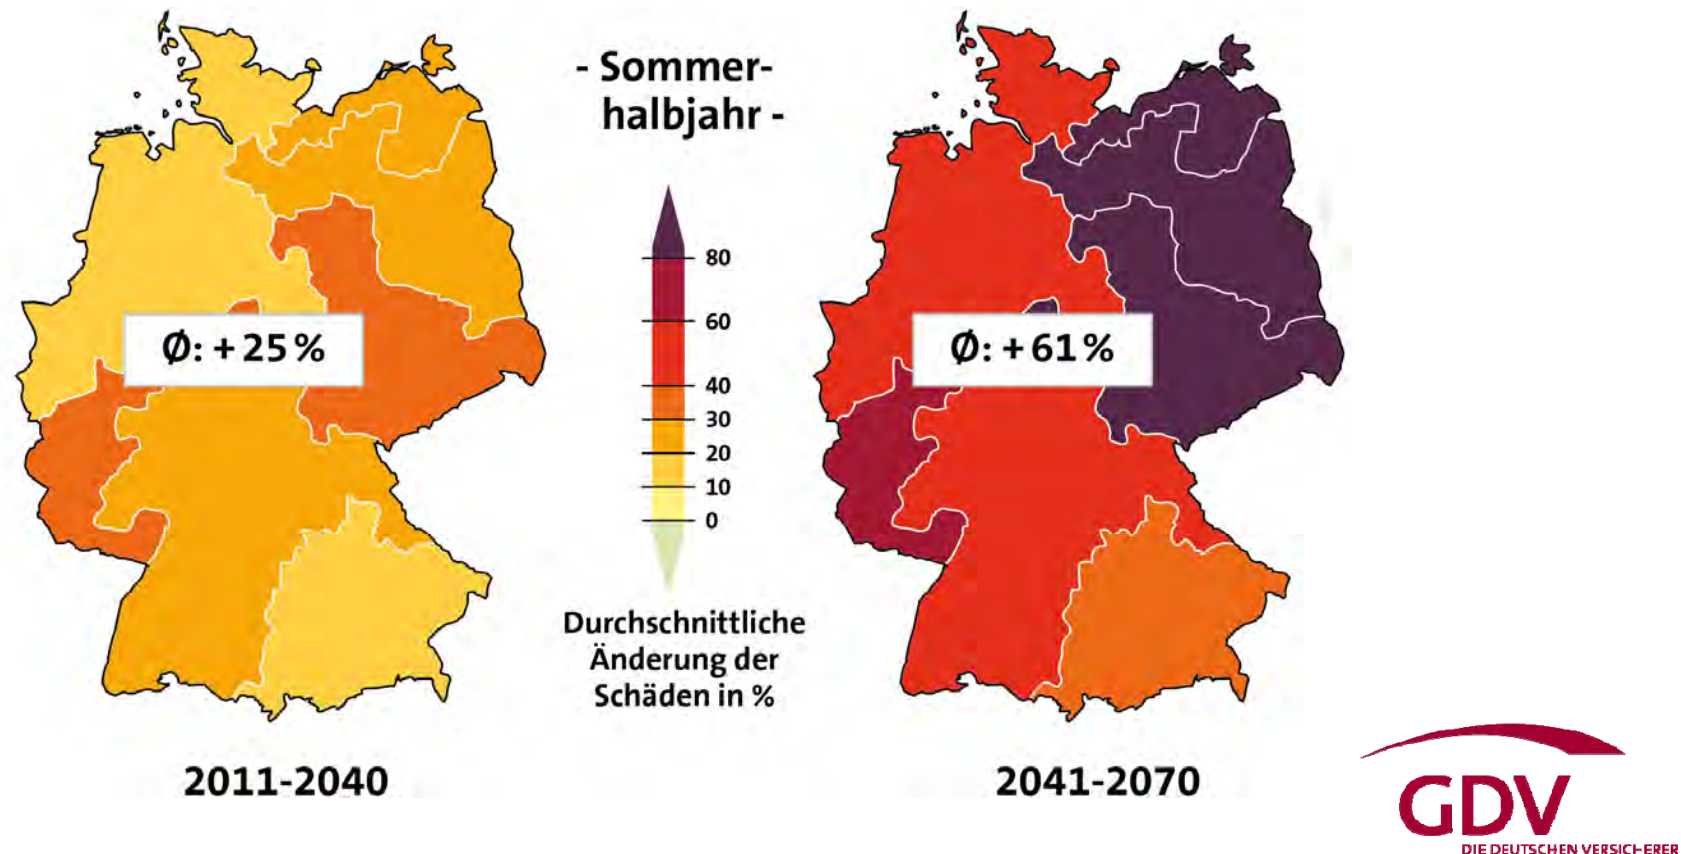 - Sommer-
halbjahr -
Ø: +25%
80
60
40
30
20
10
0
Ø: +61%
Durchschnittliche
Änderung der
Schäden in %
2011-2040
2041-2070
GDV
DIE DEUTSCHEN VERSICHERER